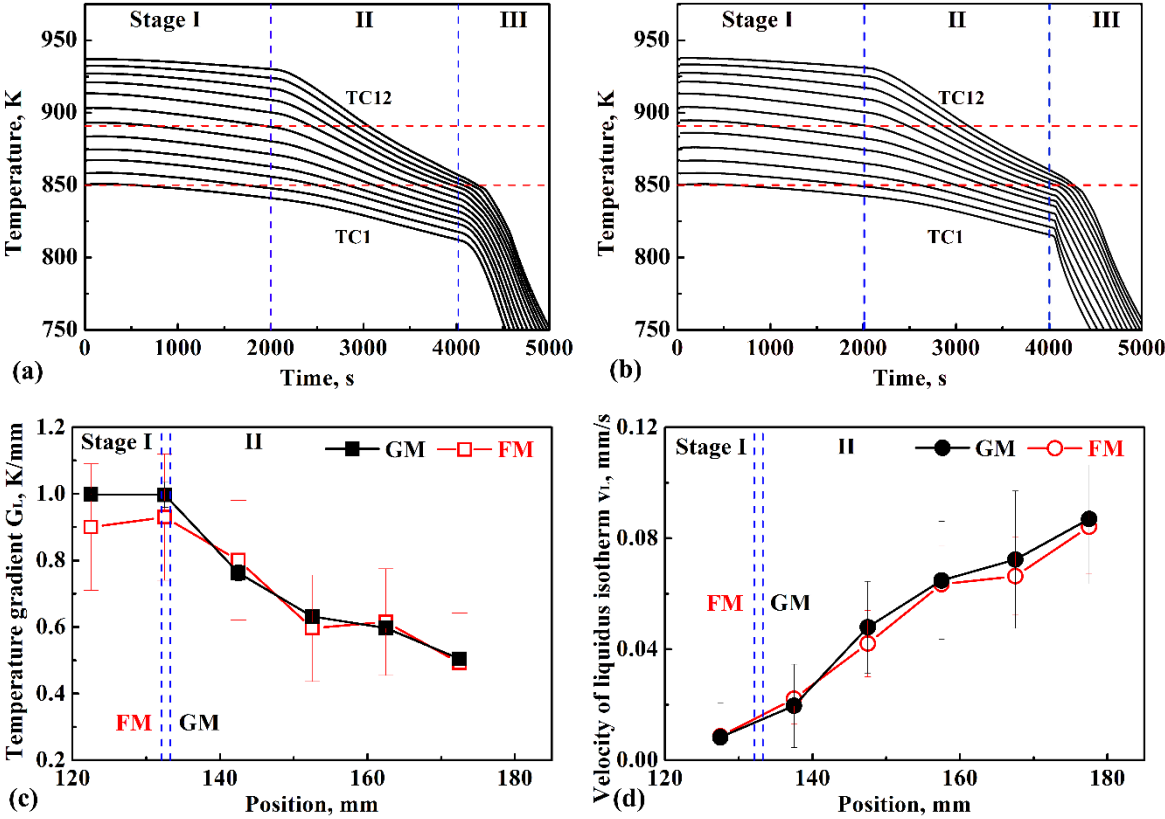 Stage I II III
950
900
850
800
750
TC12
TC1
Temperature, K
0 1000 2000 3000 4000 5000
Time, s
(a)
Stage I II III
950
900
850
800
750
TC12
TC1
Temperature, K
0 1000 2000 3000 4000 5000
Time, s
(b)
Stage I II GM FM
1.2
1.0
0.8
0.6
0.4
0.2
Temperature gradient GL, K/mm
FM GM
120 140 160 180
Position, mm
(c)
Stage I II GM FM
0.12
0.08
0.04
0.00
Velocity of liquidus isotherm vL, mm/s
FM GM
120 140 160 180
Position, mm
(d)